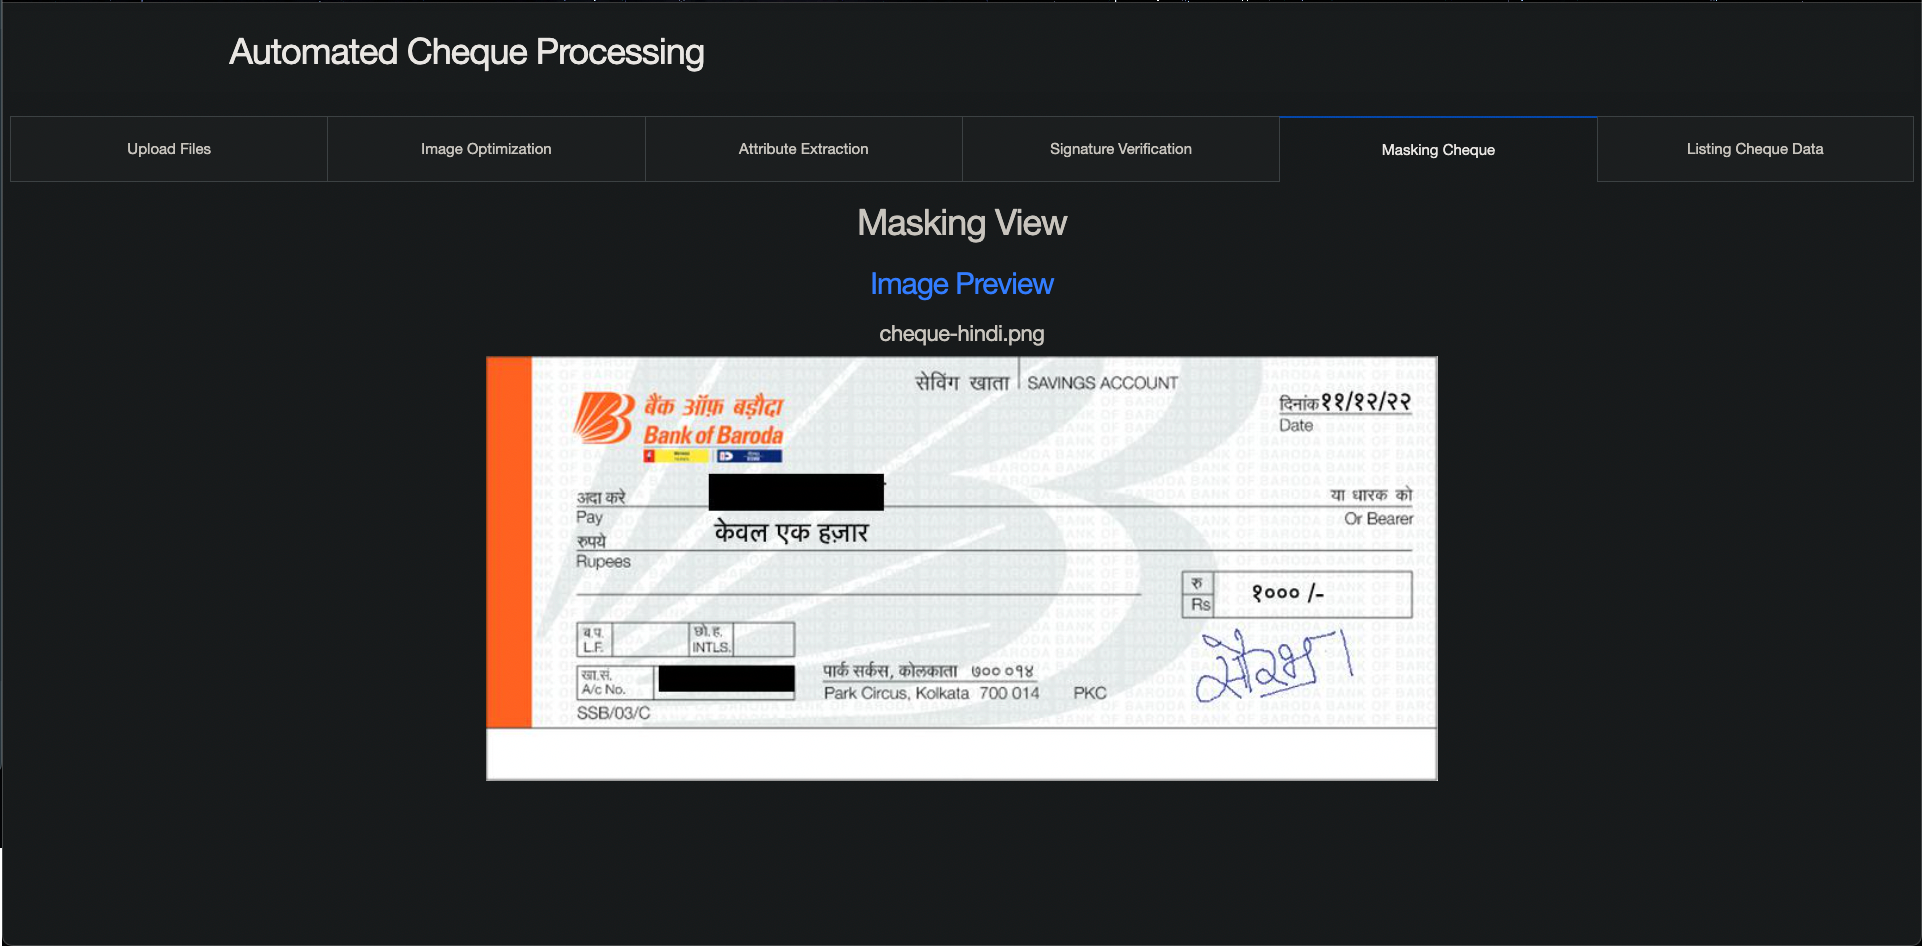 Automated Cheque Processing
Upload Files
Image Optimization
Attribute Extraction
Signature Verification
Masking Cheque
Listing Cheque Data
Masking View
Image Preview
cheque-hindi.png
सेविंग खाता | SAVINGS ACCOUNT
बैंक ऑफ़ बड़ौदा
Bank of Baroda
दिनांक ११/१२/२२
Date
अदा करे
या धारक को
Pay
Or Bearer
केवल एक हज़ार
रुपये
Rupees
रु
Rs
१००० /-
ब.प.
L.F.
छो.ह.
INTLS.
खा.सं.
A/c No.
पार्क सर्कस, कोलकाता ७०० ०१४
Park Circus, Kolkata 700 014 PKC
SSB/03/C